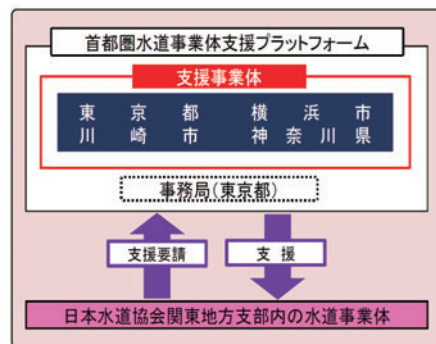 首都圏水道事業体支援プラットフォーム
支援事業体
東京都 横浜市
川崎市 神奈川県
事務局(東京都)
支援要請 支援
日本水道協会関東地方支部内の水道事業体